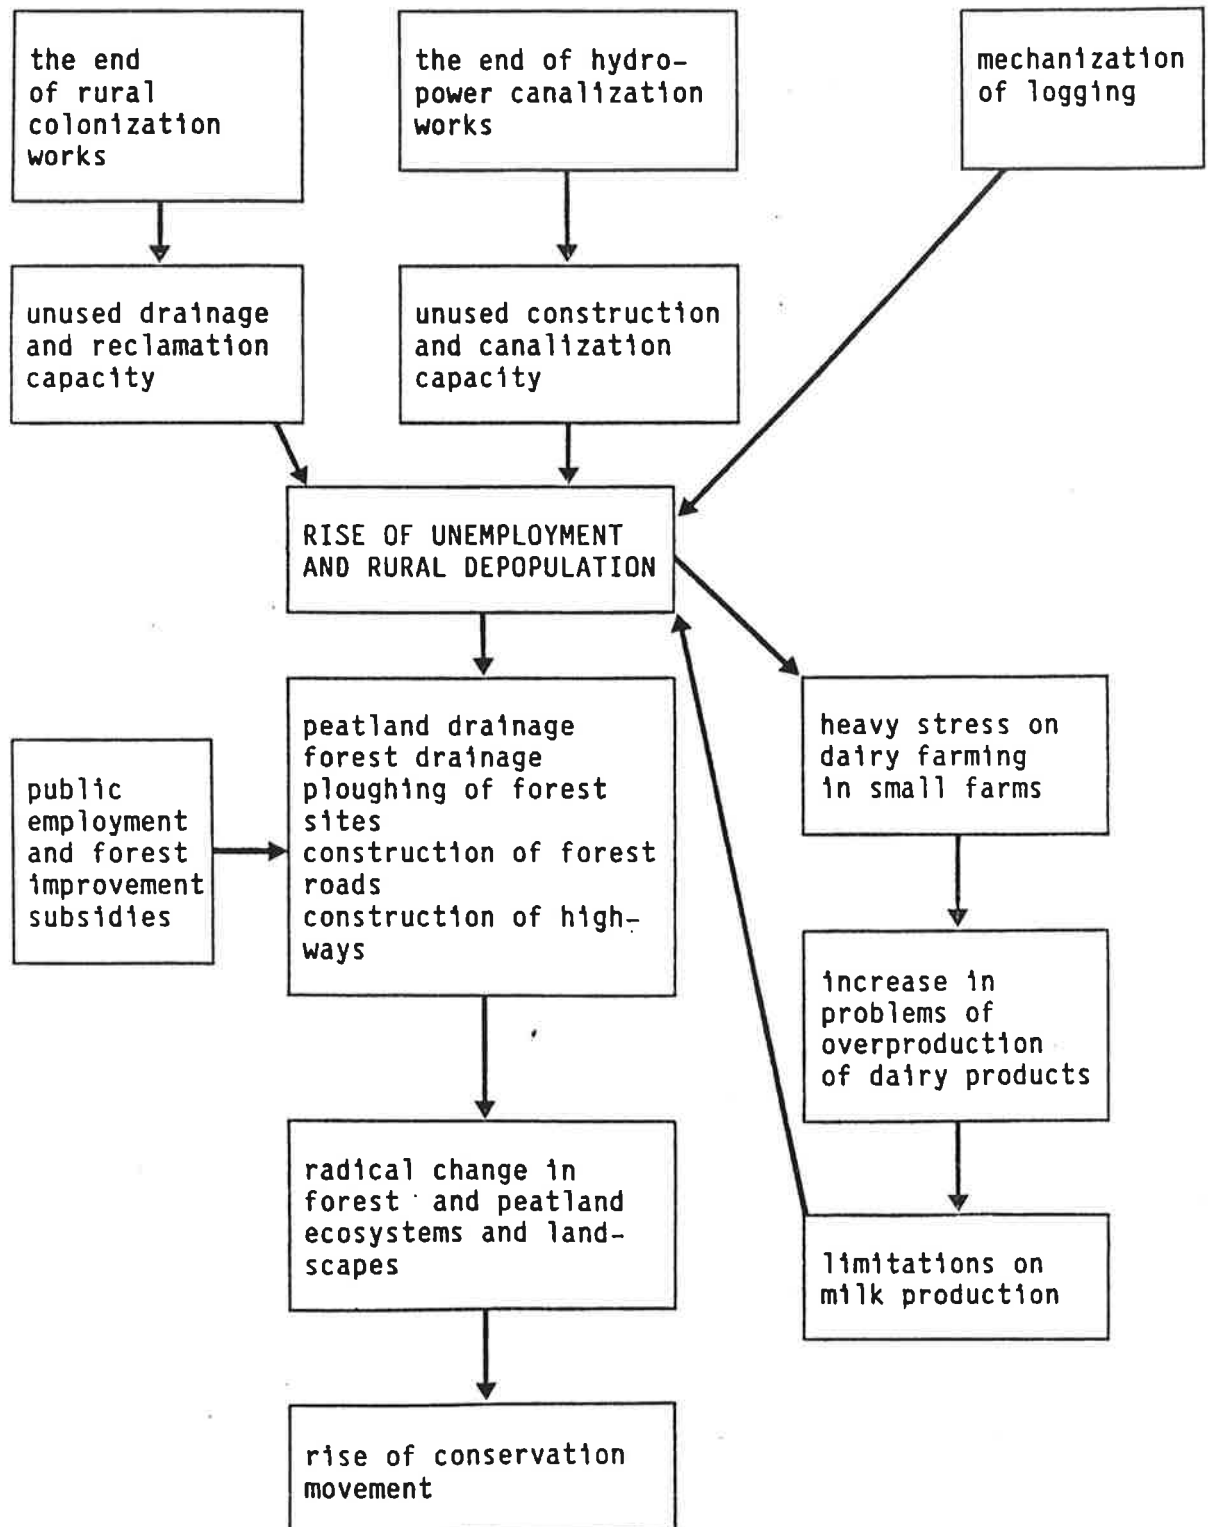 the end
of rural
colonization
works
the end of hydro-
power canalization
works
mechanization
of logging
unused drainage
and reclamation
capacity
unused construction
and canalization
capacity
RISE OF UNEMPLOYMENT
AND RURAL DEPOPULATION
public
employment
and forest
improvement
subsidies
peatland drainage
forest drainage
ploughing of forest
sites
construction of forest
roads
construction of high-
ways
heavy stress on
dairy farming
in small farms
increase in
problems of
overproduction
of dairy products
limitations on
milk production
radical change in
forest and peatland
ecosystems and land-
scapes
rise of conservation
movement